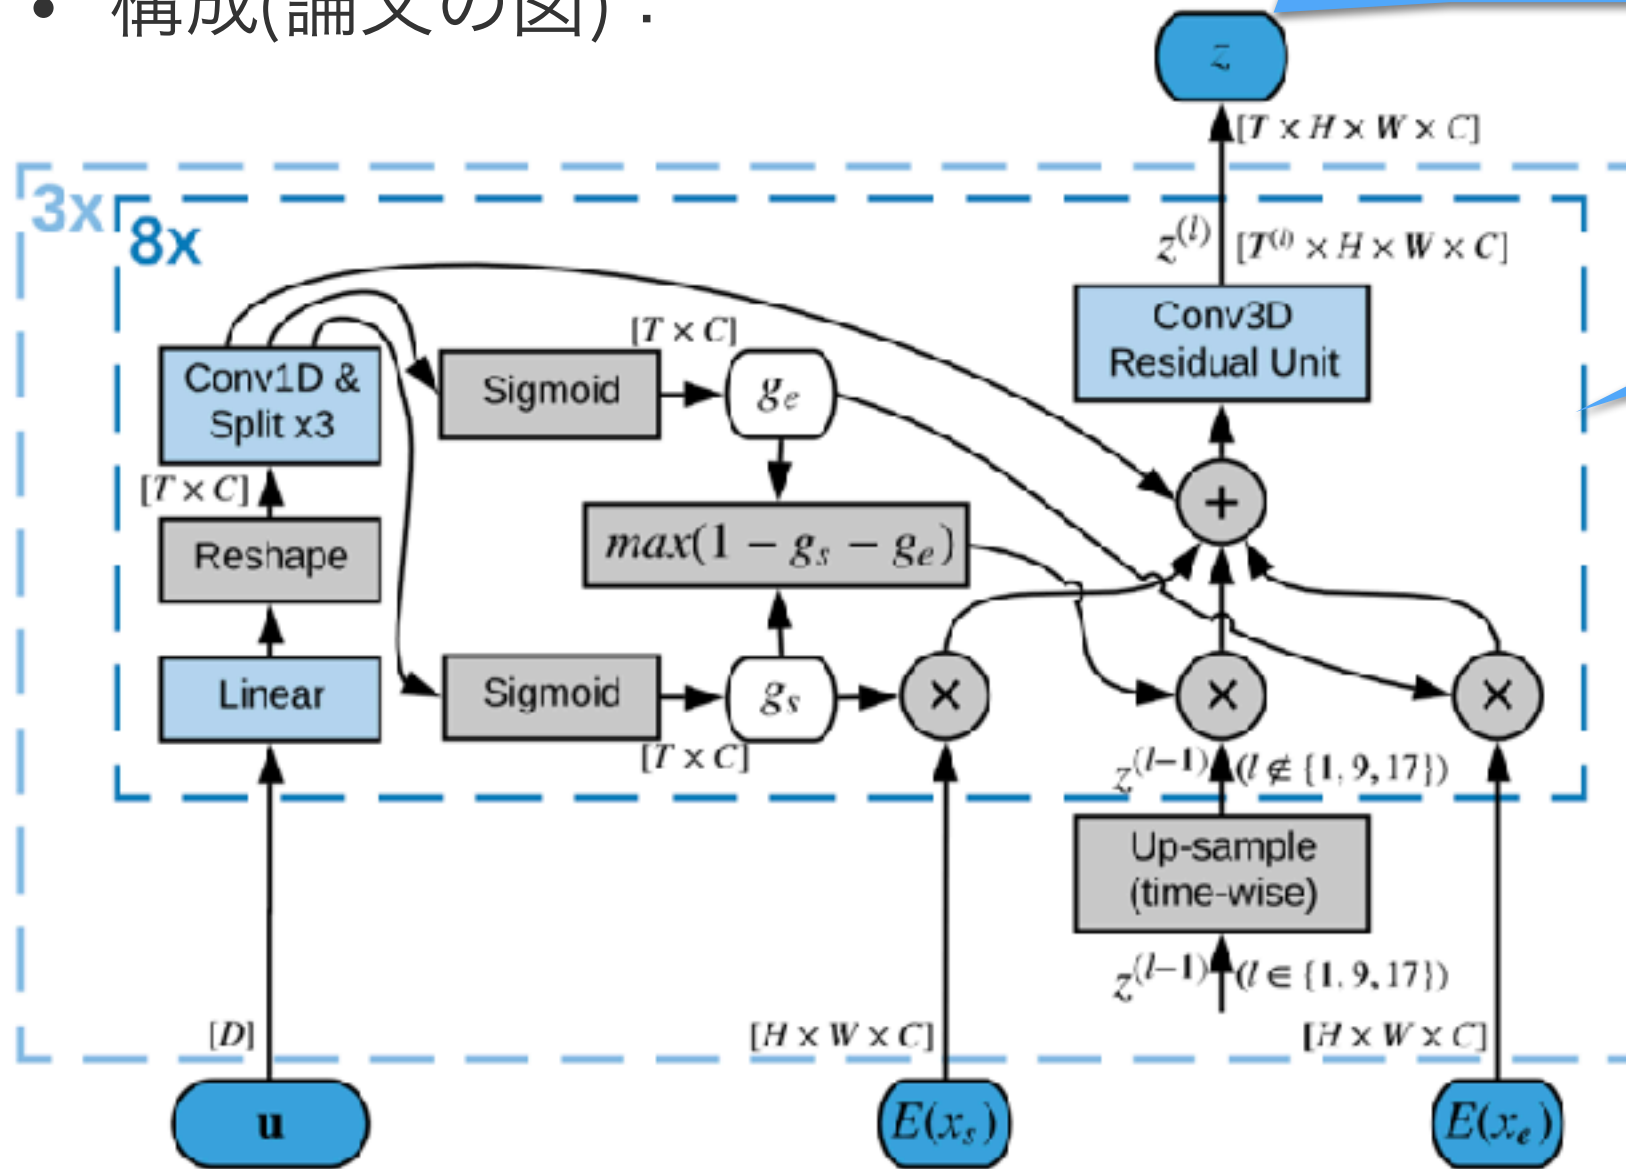 • 構成(論文の図):
z
[T × H × W × C]
3x
8x
z^(l) [T^(l) × H × W × C]
Conv3D
Residual Unit
[T × C]
Conv1D &
Split x3
Sigmoid
g_e
+
[T × C]
max(1 − g_s − g_e)
Reshape
Linear
Sigmoid
g_s
×
×
×
[T × C]
z^(l−1) (l ∉ {1, 9, 17})
Up-sample
(time-wise)
z^(l−1) (l ∈ {1, 9, 17})
[D]
[H × W × C]
[H × W × C]
u
E(x_s)
E(x_e)